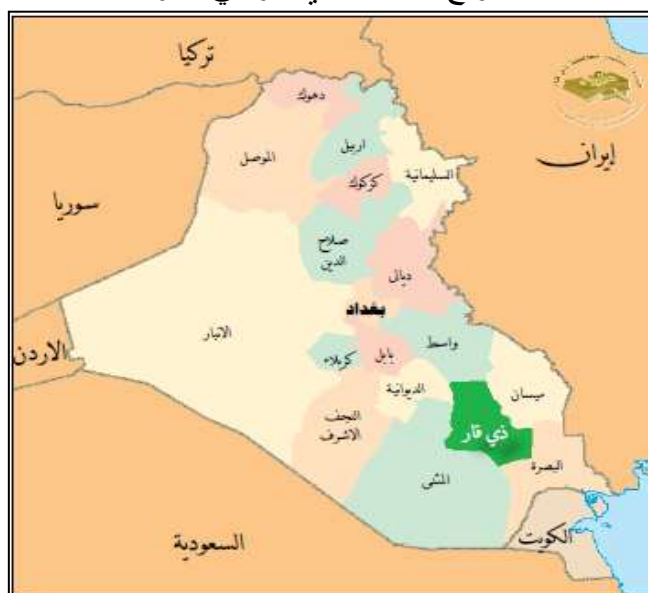 تركيا
دهوك
اربيل
الموصل
إيران
السليمانية
كركوك
سوريا
صلاح
الدين
ديالى
بغداد
الانبار
واسط
الاردن
كربلاء
بابل
الديوانية
ميسان
النجف
الاشرف
ذي قار
البصرة
المثنى
الكويت
السعودية